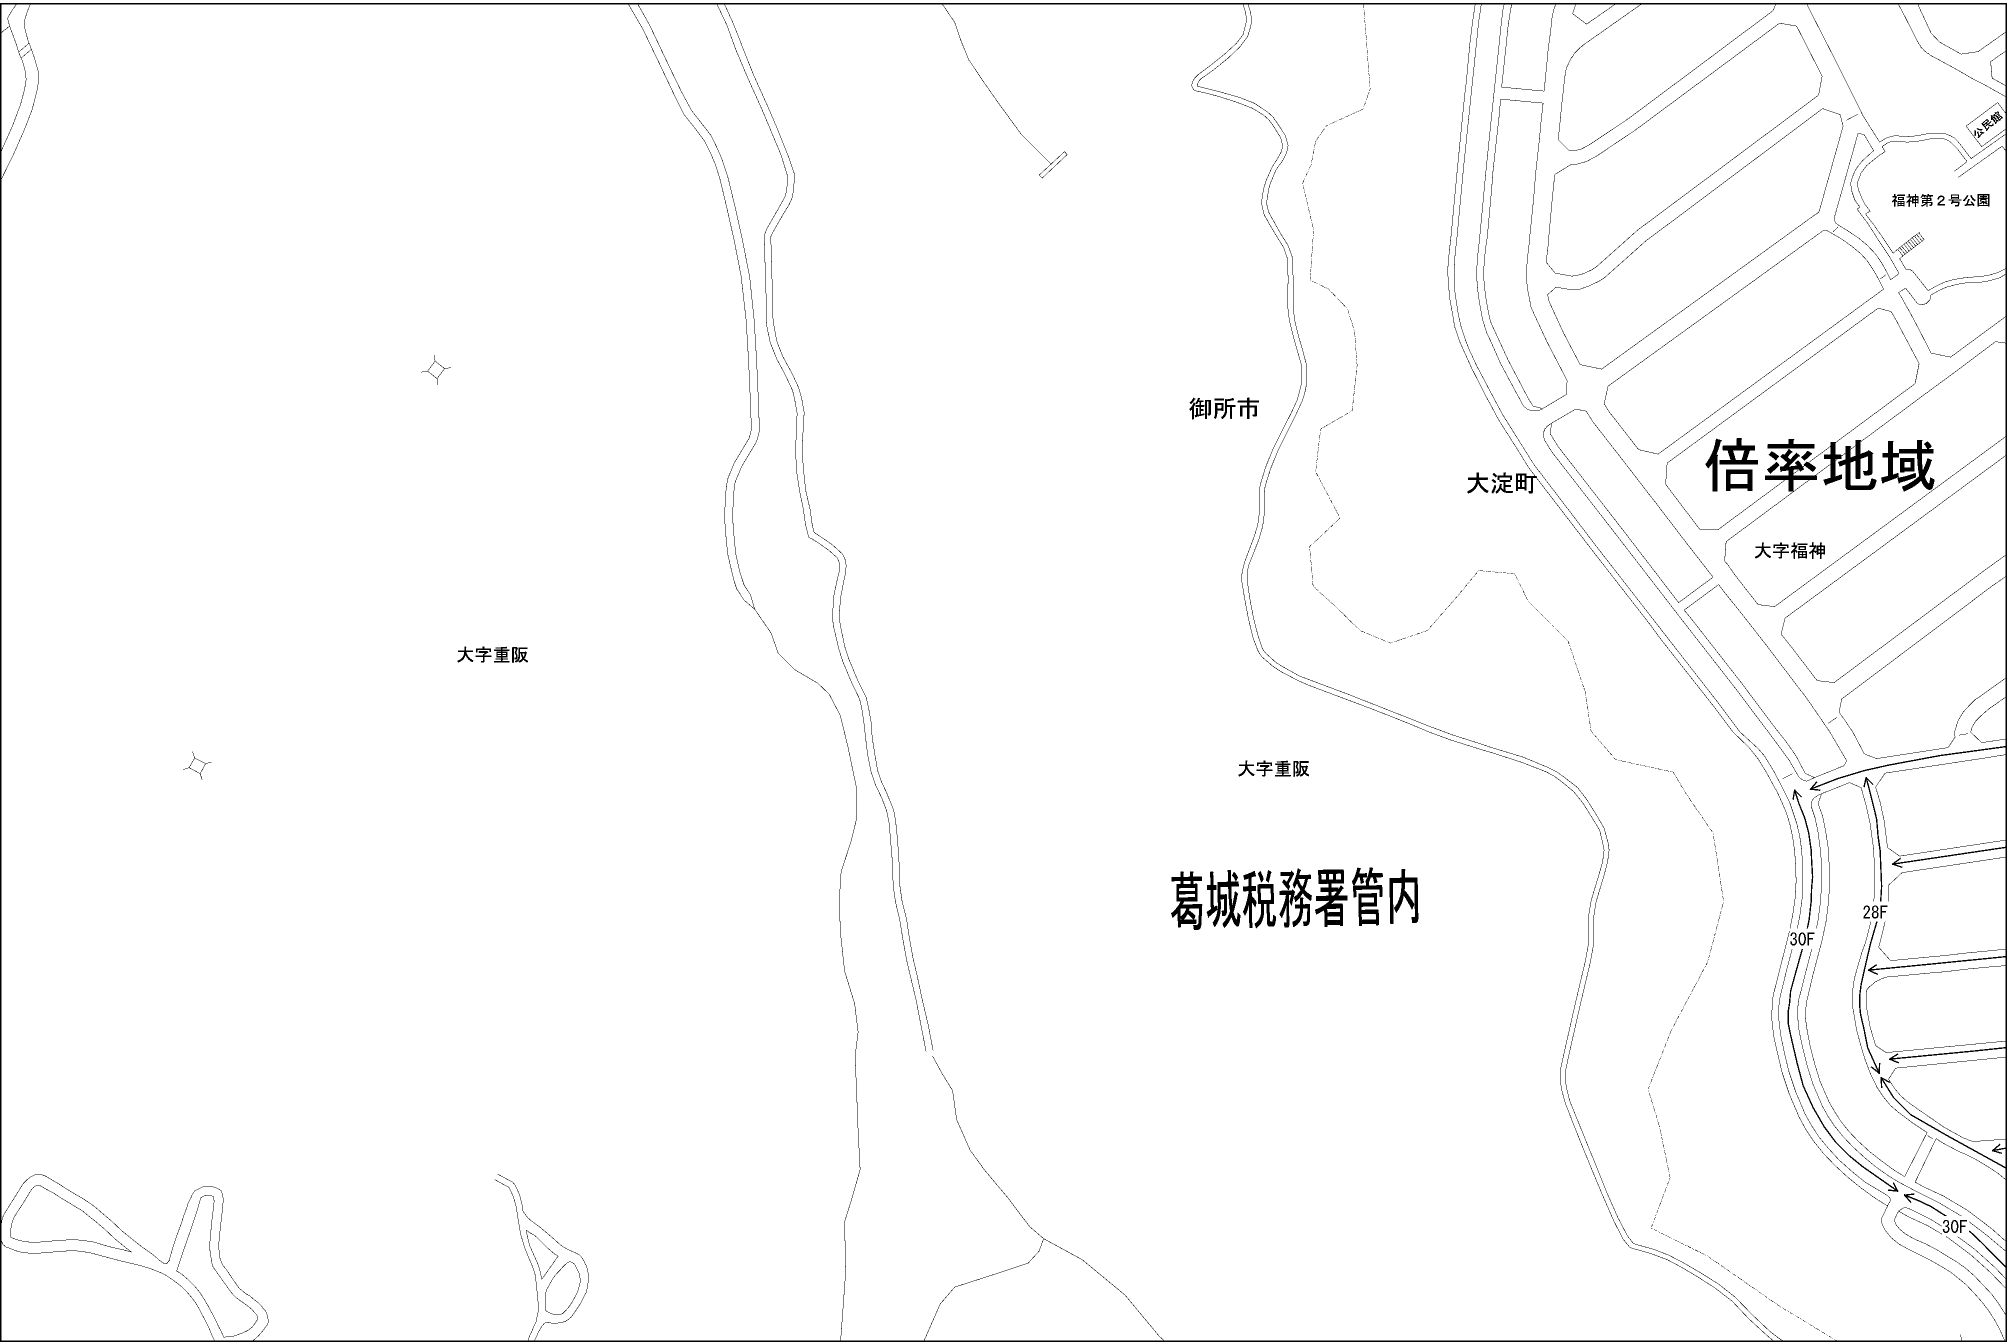 公民館
福神第２号公園
御所市
倍率地域
大淀町
大字福神
大字重阪
大字重阪
葛城税務署管内
28F
30F
30F